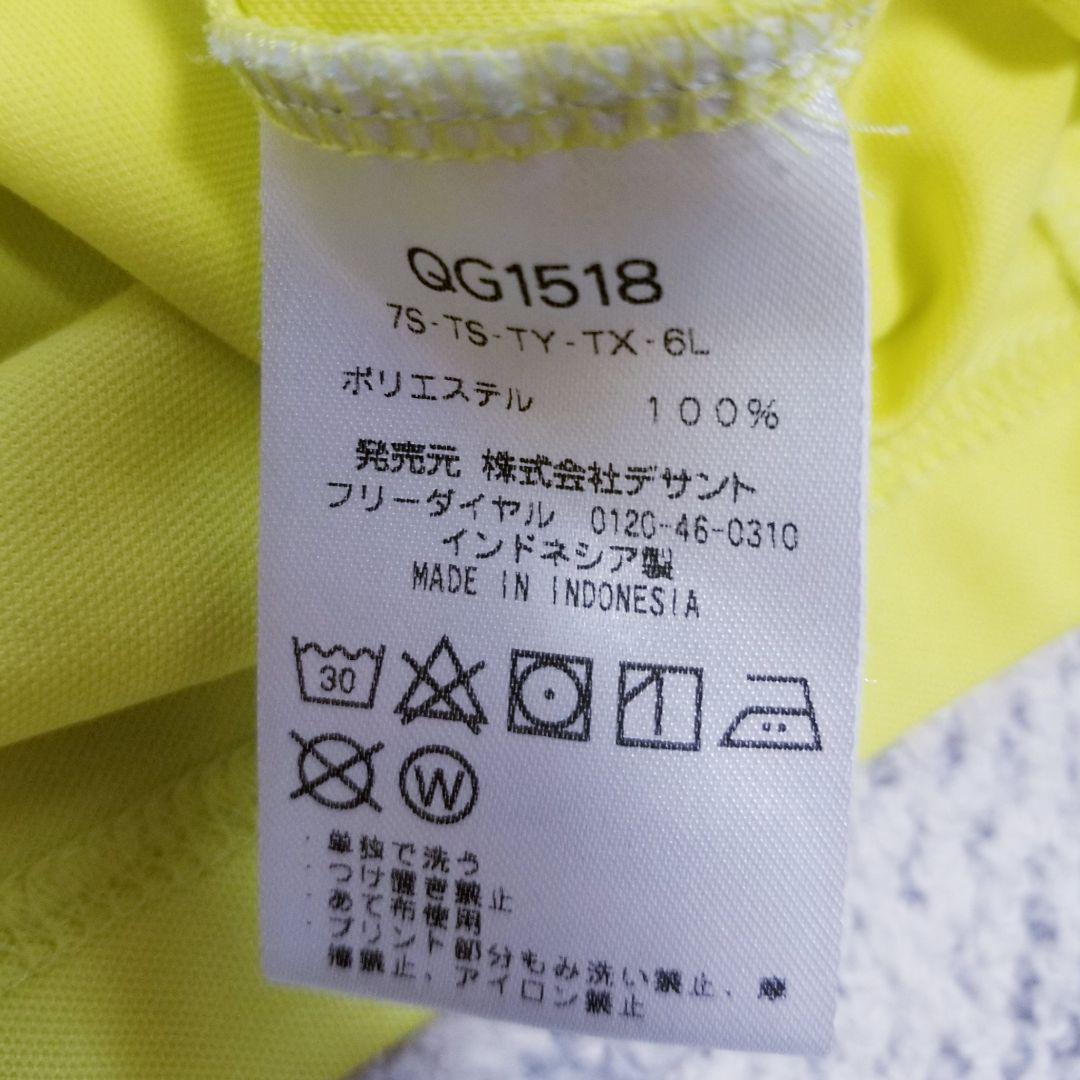 QG1518
7S-TS-TY-TX-6L
ポリエステル 100%
発売元 株式会社デサント
フリーダイヤル 0120-46-0310
インドネシア製
MADE IN INDONESIA
30
W
・単独で洗う
・つけ置き禁止
・あて布使用
・プリント部分もみ洗い禁止、摩
擦禁止、アイロン禁止